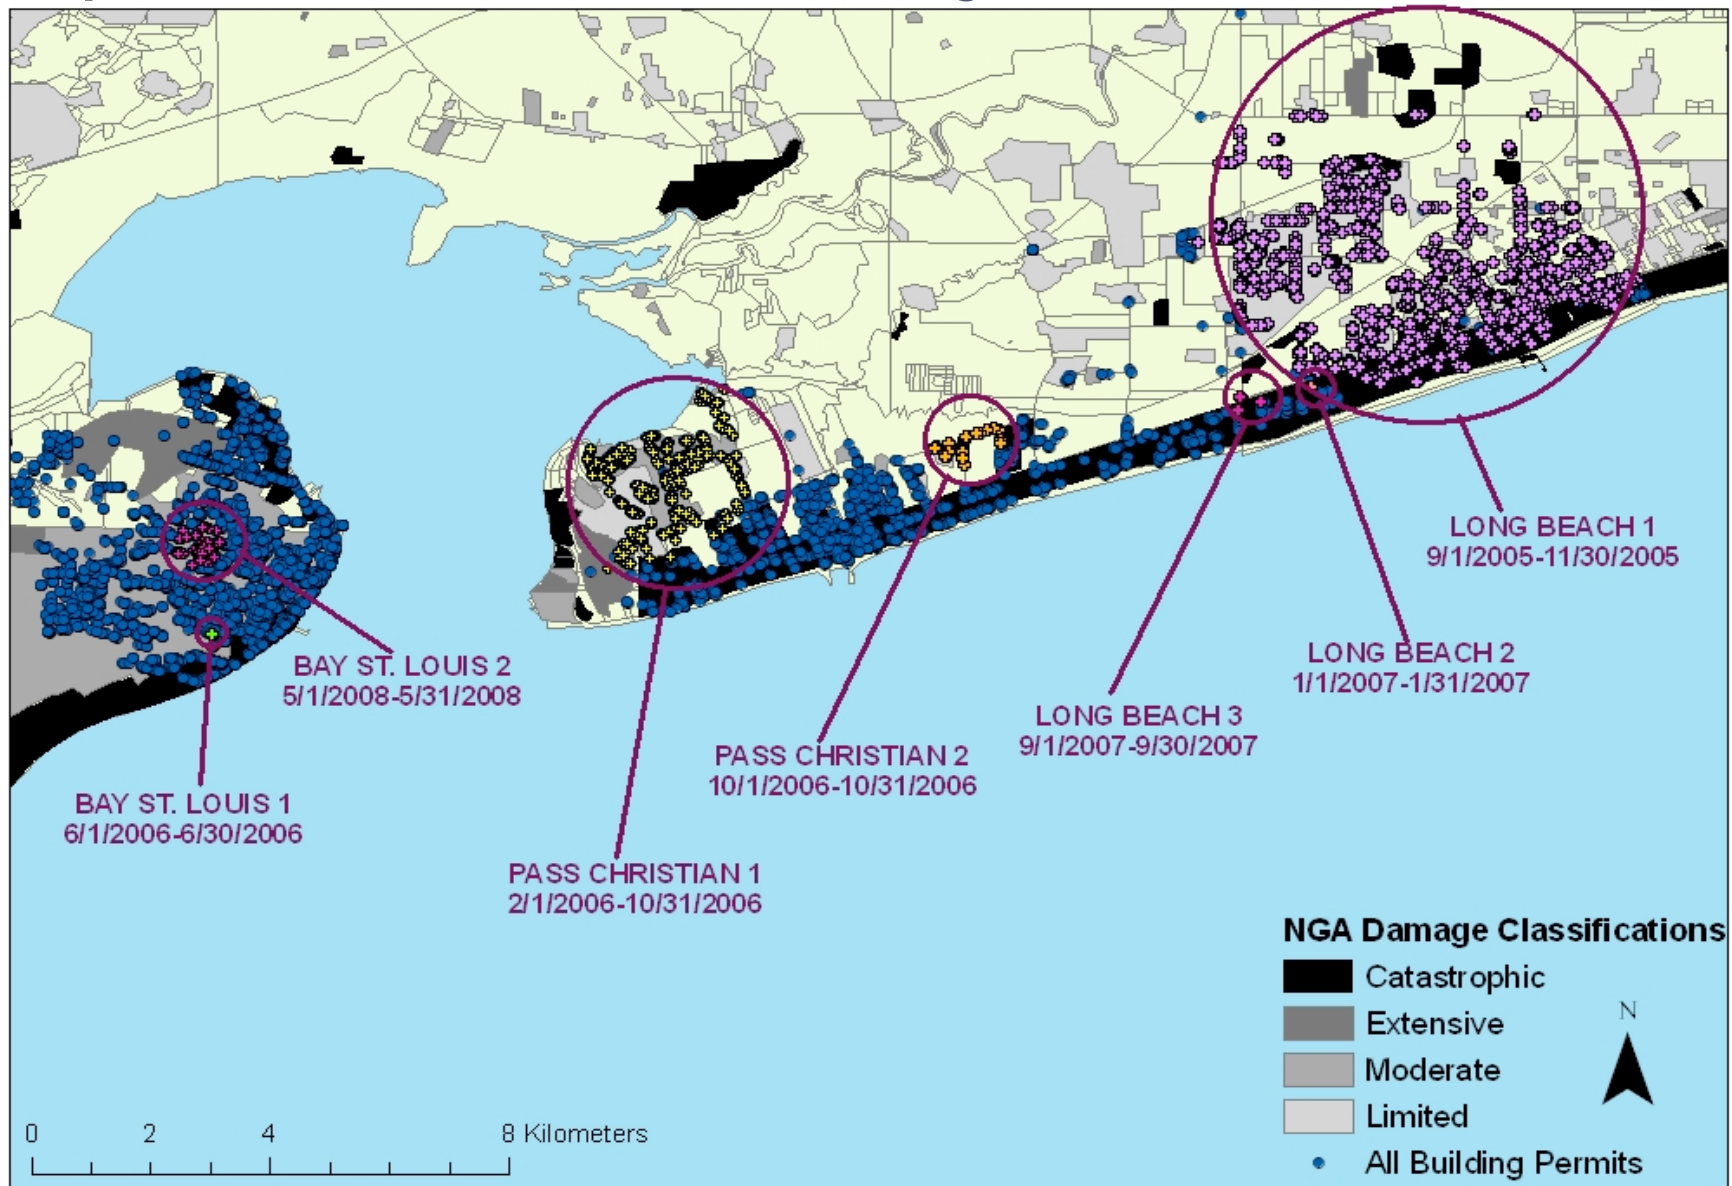 LONG BEACH 1
9/1/2005-11/30/2005
BAY ST. LOUIS 2
5/1/2008-5/31/2008
LONG BEACH 2
1/1/2007-1/31/2007
LONG BEACH 3
9/1/2007-9/30/2007
PASS CHRISTIAN 2
10/1/2006-10/31/2006
BAY ST. LOUIS 1
6/1/2006-6/30/2006
PASS CHRISTIAN 1
2/1/2006-10/31/2006
NGA Damage Classifications
Catastrophic
Extensive
Moderate
Limited
All Building Permits
N
0 2 4 8 Kilometers